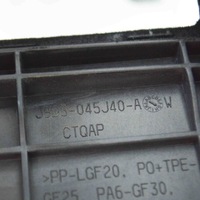 045J40-A W
CTQAP
>PP-LGF20, PO+TPE-
GF25, PA6-GF30.